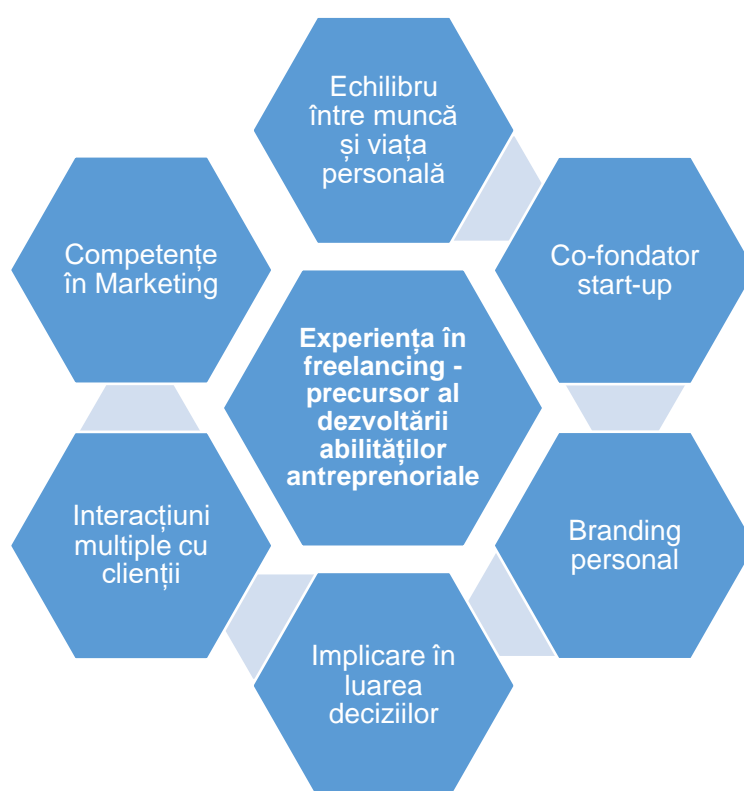 Echilibru
între muncă
și viața
personală
Co-fondator
start-up
Competențe
în Marketing
Experiența în
freelancing -
precursor al
dezvoltării
abilităților
antreprenoriale
Interacțiuni
multiple cu
clienții
Branding
personal
Implicare în
luarea
deciziilor